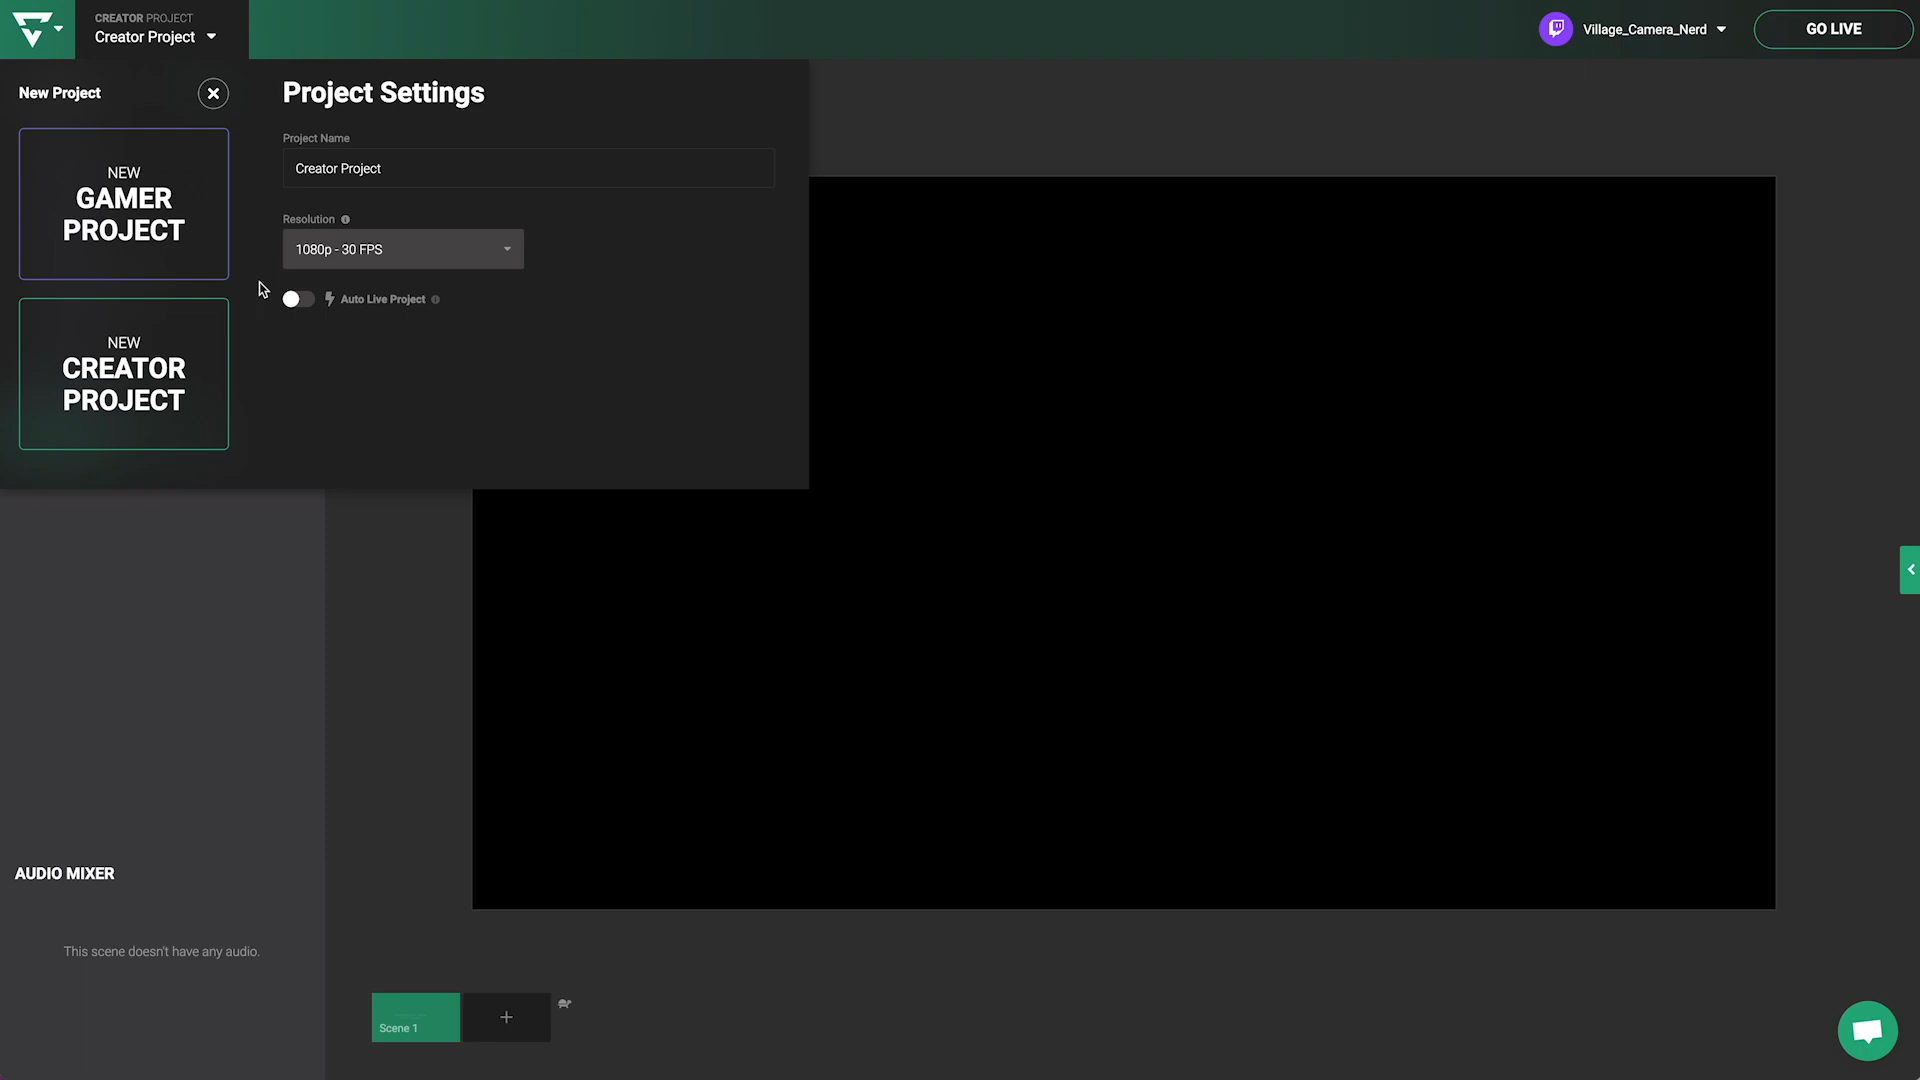 CREATOR PROJECT
Creator Project
Village_Camera_Nerd
GO LIVE
New Project
Project Settings
Project Name
Creator Project
NEW
GAMER
PROJECT
Resolution
1080p - 30 FPS
Auto Live Project
NEW
CREATOR
PROJECT
AUDIO MIXER
This scene doesn't have any audio.
Scene 1